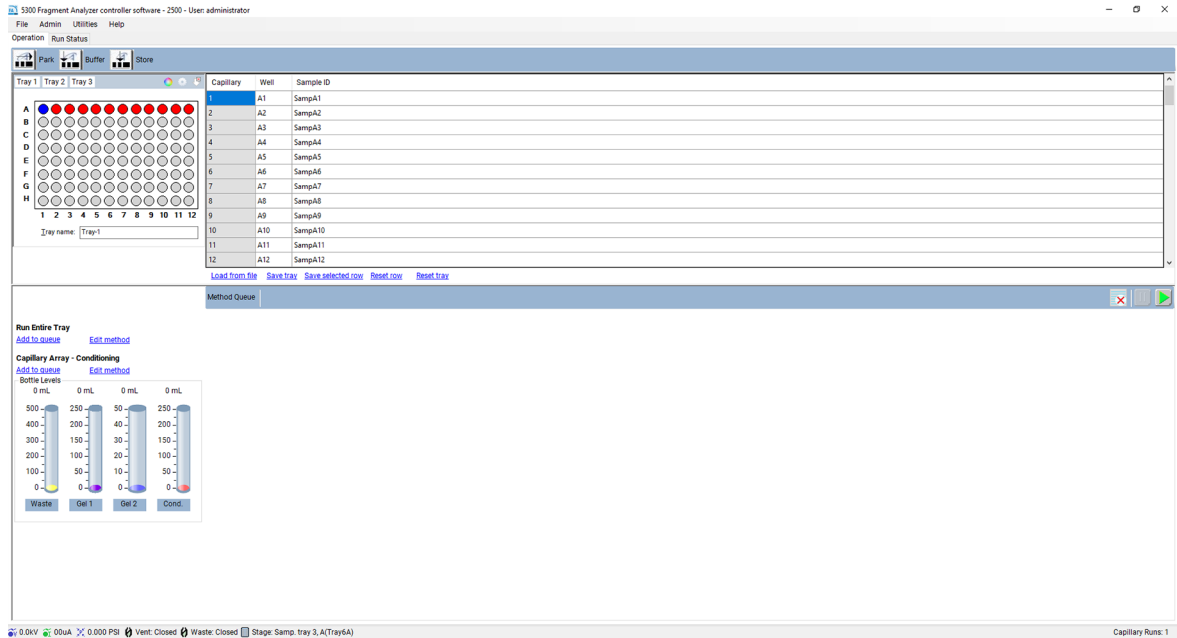 5300 Fragment Analyzer controller software - 2500 - User: administrator
File Admin Utilities Help
Operation Run Status
Park Buffer Store
Tray 1 Tray 2 Tray 3
Capillary Well Sample ID
1 A1 SampA1
2 A2 SampA2
3 A3 SampA3
4 A4 SampA4
5 A5 SampA5
6 A6 SampA6
7 A7 SampA7
8 A8 SampA8
9 A9 SampA9
10 A10 SampA10
11 A11 SampA11
12 A12 SampA12
A
B
C
D
E
F
G
H
1 2 3 4 5 6 7 8 9 10 11 12
Tray name: Tray-1
Load from file Save tray Save selected row Reset row Reset tray
Method Queue
Run Entire Tray
Add to queue Edit method
Capillary Array - Conditioning
Add to queue Edit method
Bottle Levels
0 mL 0 mL 0 mL 0 mL
500 250 50 250
400 200 40 200
300 150 30 150
200 100 20 100
100 50 10 50
0 0 0 0
Waste Gel 1 Gel 2 Cond.
0.0kV 00uA 0.000 PSI Vent: Closed Waste: Closed Stage: Samp. tray 3, A(Tray6A) Capillary Runs: 1